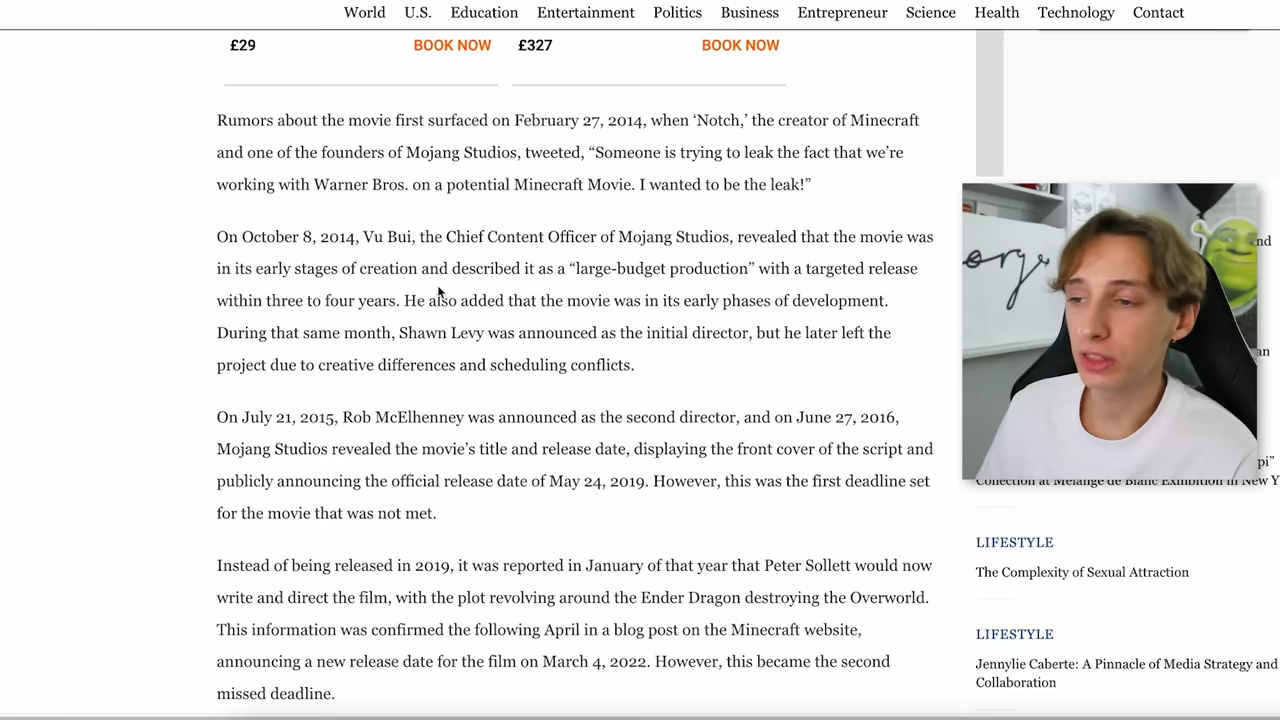 World U.S. Education Entertainment Politics Business Entrepreneur Science Health Technology Contact
£29 BOOK NOW £327 BOOK NOW
Rumors about the movie first surfaced on February 27, 2014, when ‘Notch,’ the creator of Minecraft
and one of the founders of Mojang Studios, tweeted, “Someone is trying to leak the fact that we’re
working with Warner Bros. on a potential Minecraft Movie. I wanted to be the leak!”
On October 8, 2014, Vu Bui, the Chief Content Officer of Mojang Studios, revealed that the movie was
in its early stages of creation and described it as a “large-budget production” with a targeted release
within three to four years. He also added that the movie was in its early phases of development.
During that same month, Shawn Levy was announced as the initial director, but he later left the
project due to creative differences and scheduling conflicts.
On July 21, 2015, Rob McElhenney was announced as the second director, and on June 27, 2016,
Mojang Studios revealed the movie’s title and release date, displaying the front cover of the script and
publicly announcing the official release date of May 24, 2019. However, this was the first deadline set
for the movie that was not met.
Instead of being released in 2019, it was reported in January of that year that Peter Sollett would now
write and direct the film, with the plot revolving around the Ender Dragon destroying the Overworld.
This information was confirmed the following April in a blog post on the Minecraft website,
announcing a new release date for the film on March 4, 2022. However, this became the second
missed deadline.
Collection at Mélange de Blanc Exhibition in New Y
LIFESTYLE
The Complexity of Sexual Attraction
LIFESTYLE
Jennylie Caberte: A Pinnacle of Media Strategy and
Collaboration